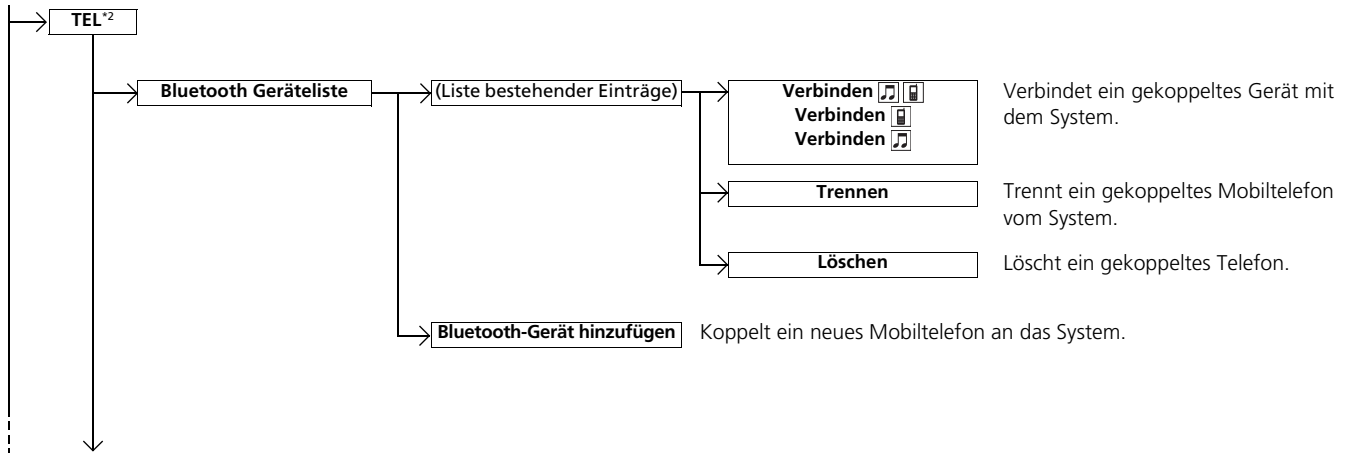 TEL*2
Bluetooth Geräteliste
(Liste bestehender Einträge)
Verbinden
Verbinden
Verbinden
Verbindet ein gekoppeltes Gerät mit
dem System.
Trennen
Trennt ein gekoppeltes Mobiltelefon
vom System.
Löschen
Löscht ein gekoppeltes Telefon.
Bluetooth-Gerät hinzufügen
Koppelt ein neues Mobiltelefon an das System.